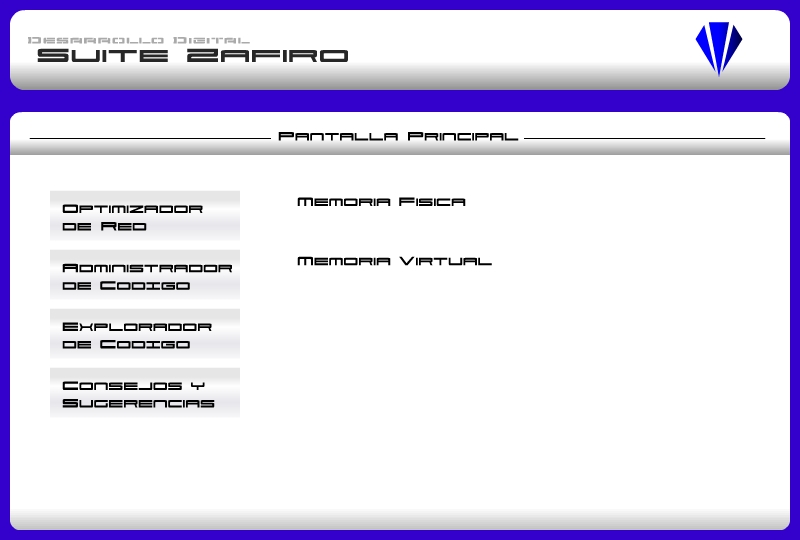 Desarrollo Digital
Suite Zafiro
Pantalla Principal
Optimizador
de Red
Memoria Fisica
Administrador
de Codigo
Memoria Virtual
Explorador
de Codigo
Consejos y
Sugerencias